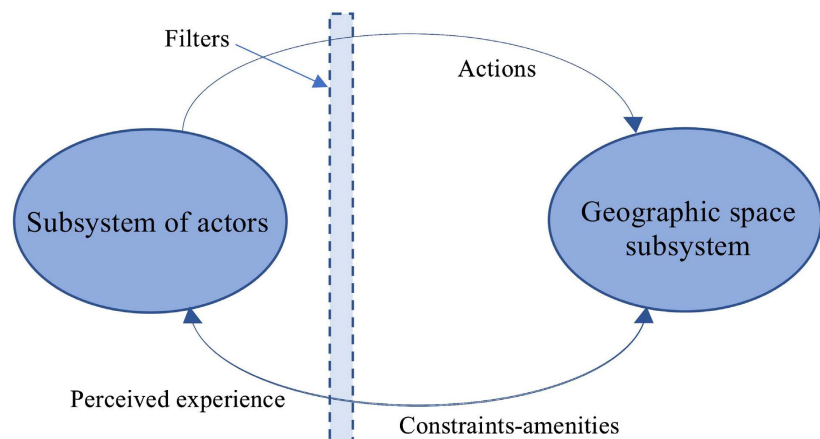 Filters
Actions
Subsystem of actors
Geographic space
subsystem
Perceived experience
Constraints-amenities